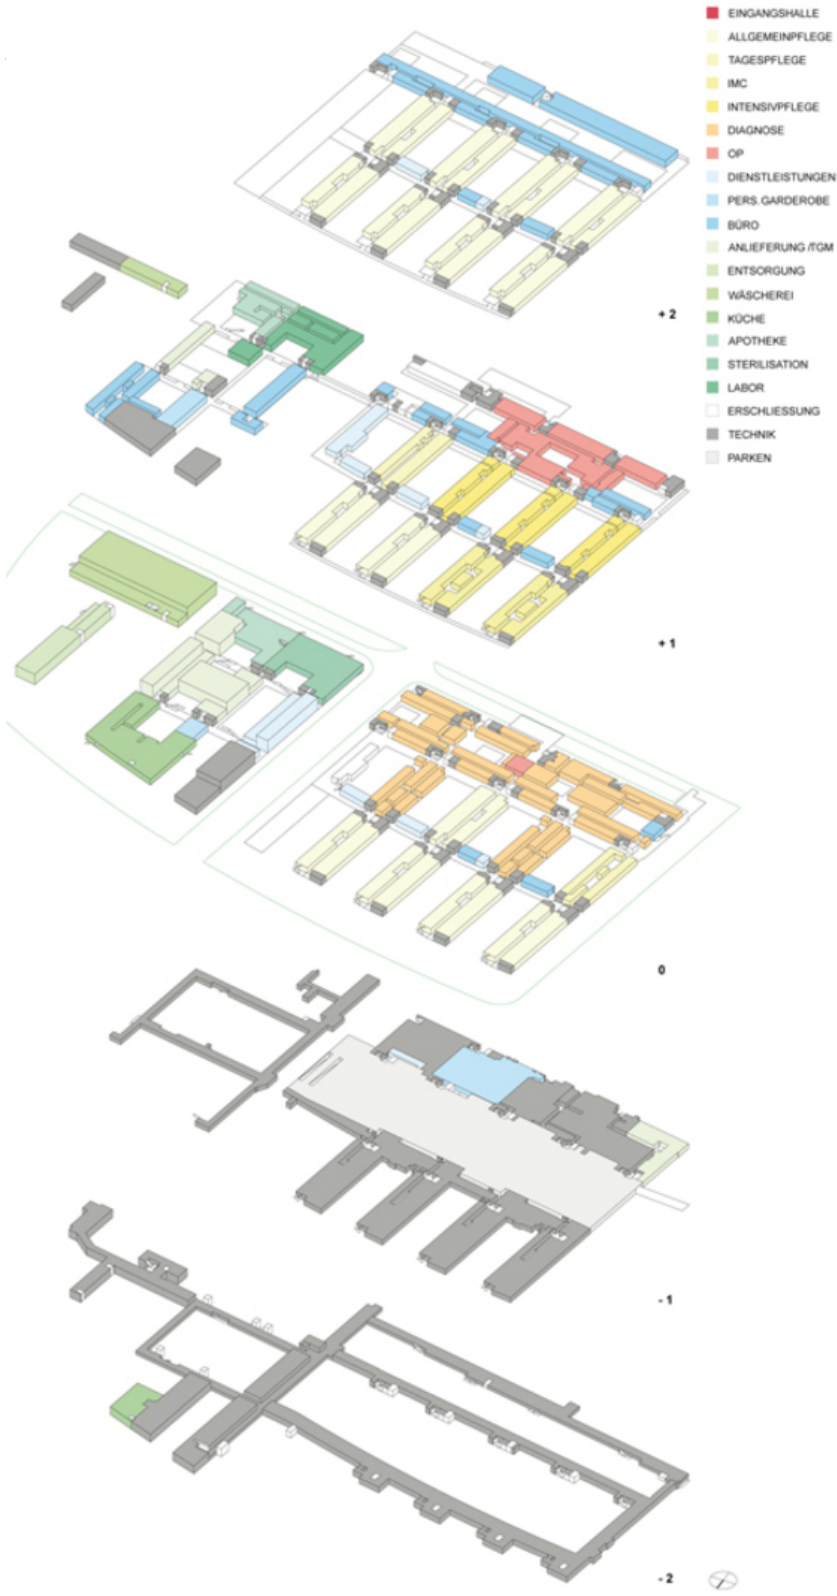 EINGANGSHALLE
ALLGEMEINPFLEGE
TAGESPFLEGE
IMC
INTENSIVPFLEGE
DIAGNOSE
OP
DIENSTLEISTUNGEN
PERS.GARDEROBE
BÜRO
ANLIEFERUNG /TGM
ENTSORGUNG
WÄSCHEREI
KÜCHE
APOTHEKE
STERILISATION
LABOR
ERSCHLIESSUNG
TECHNIK
PARKEN
+ 2
+ 1
0
- 1
- 2